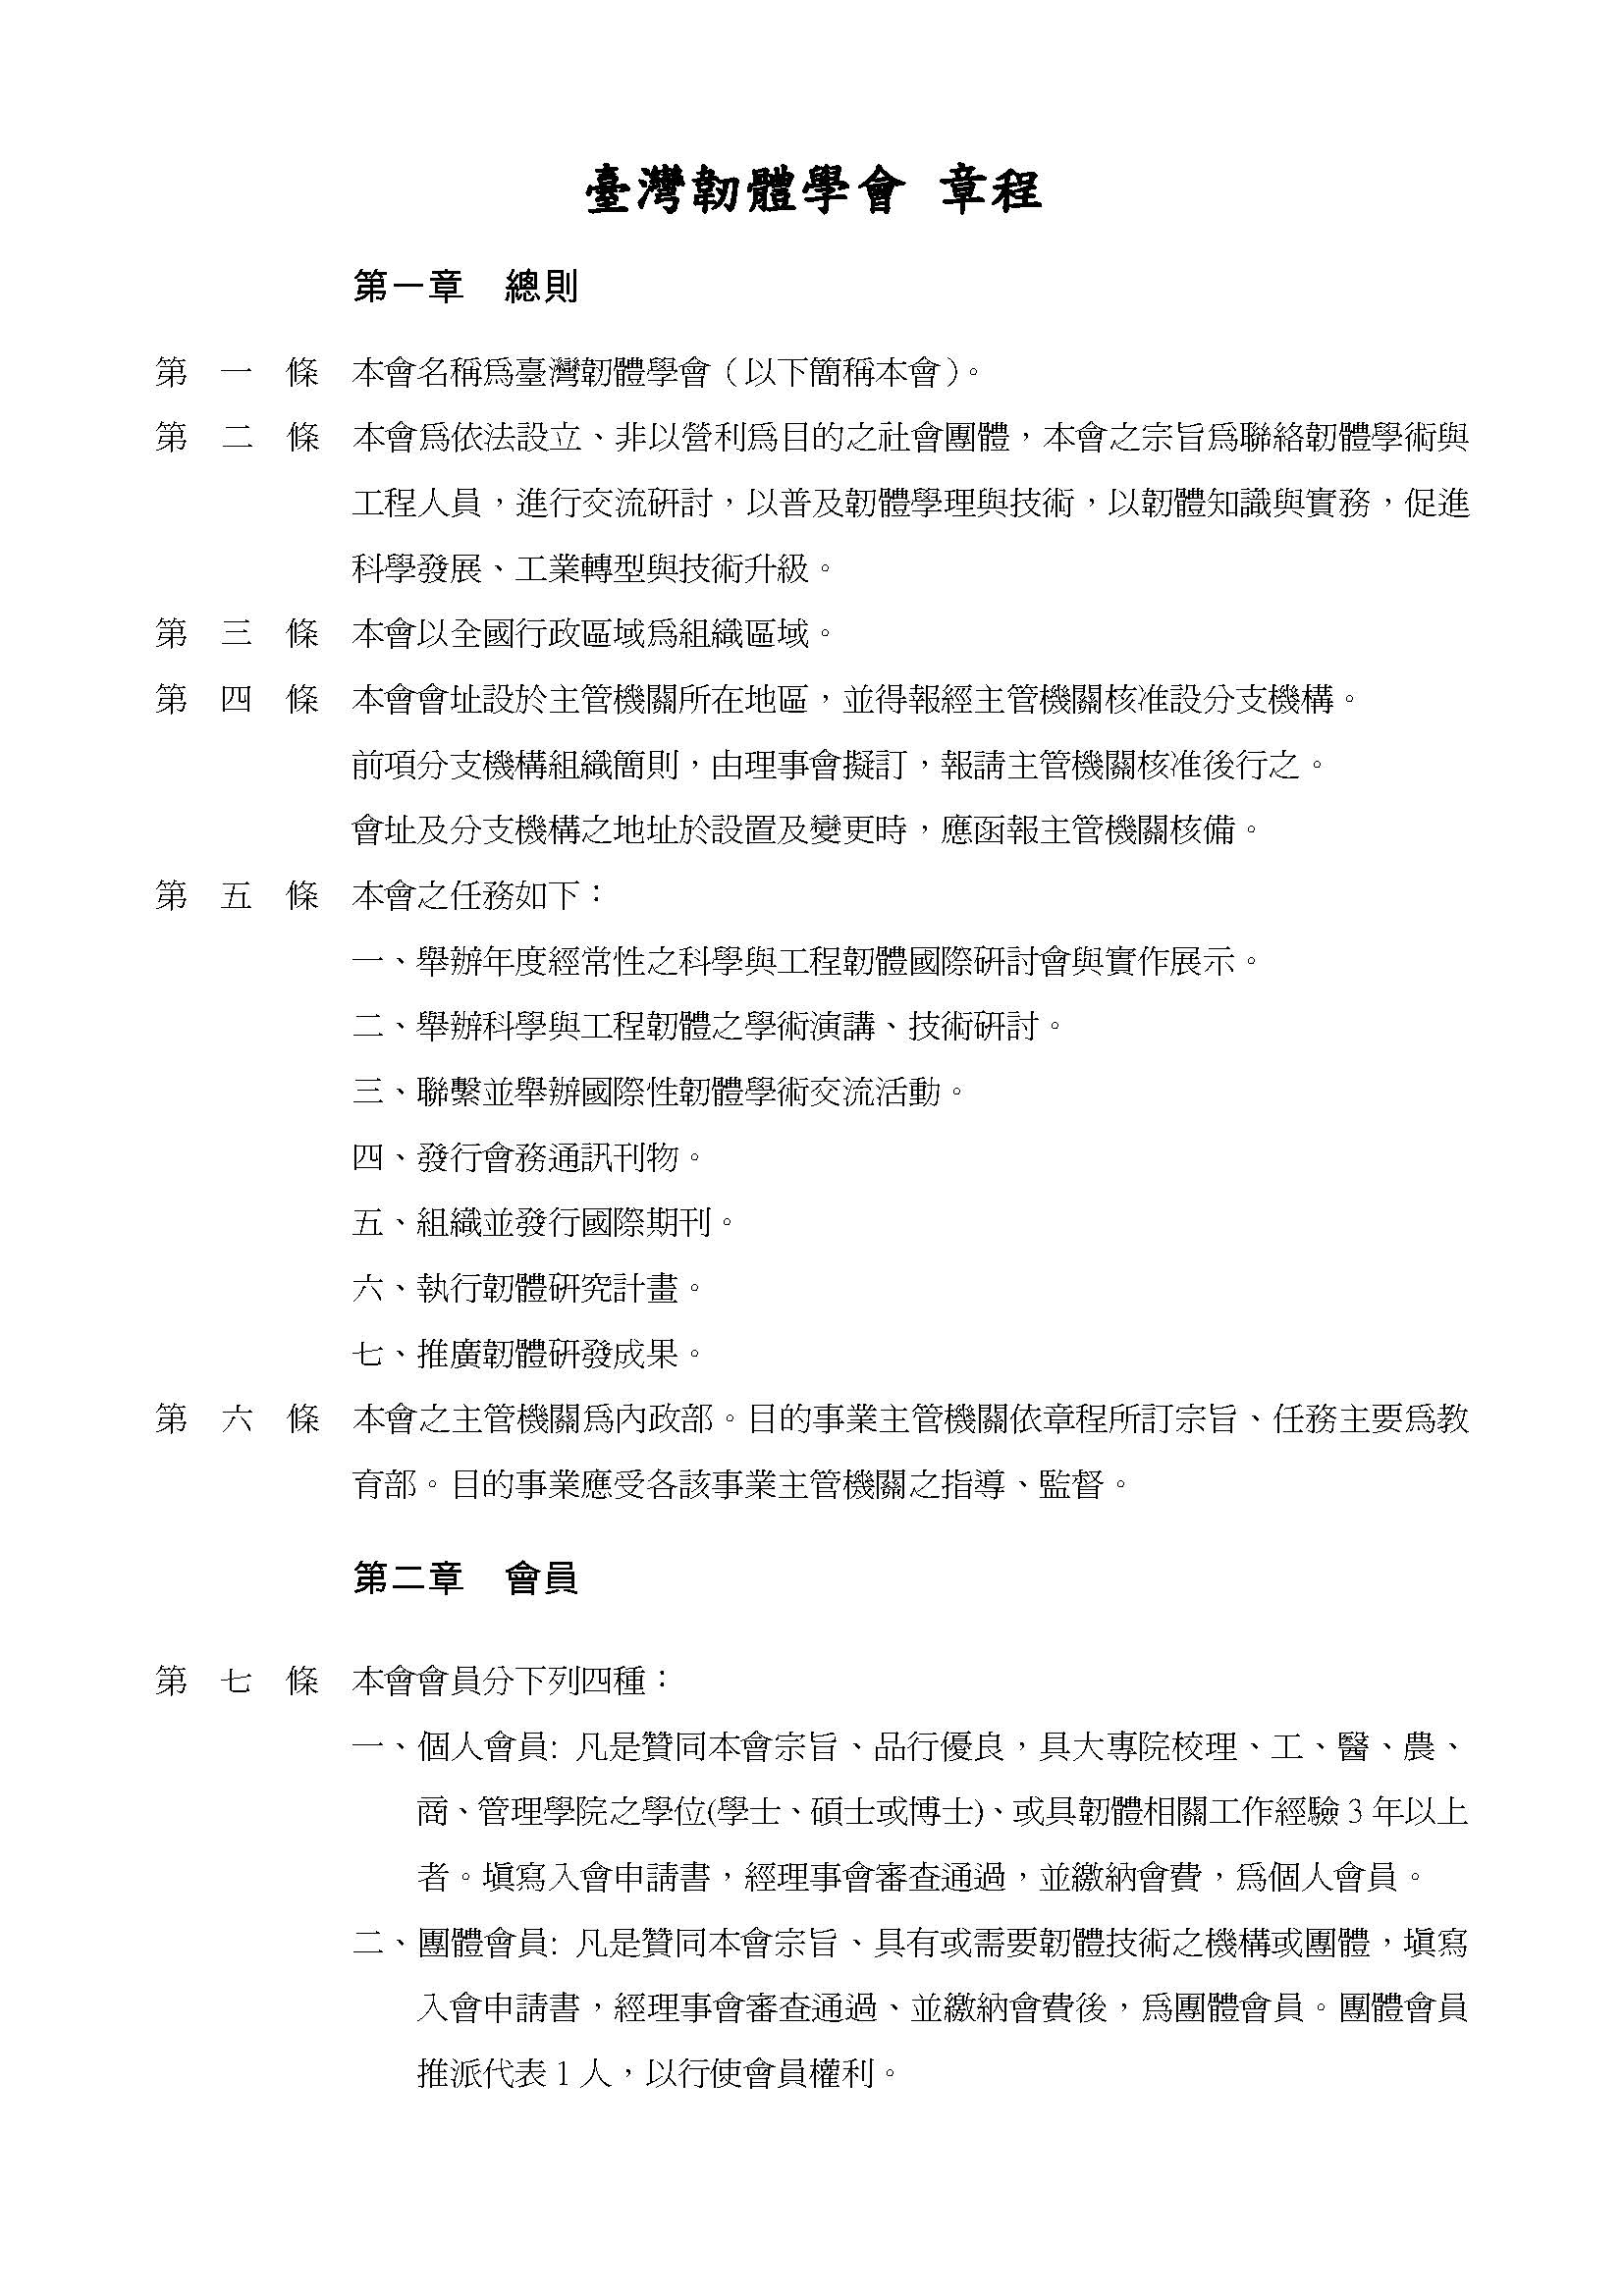 臺灣韌體學會 章程
第一章　總則
第一條　本會名稱為臺灣韌體學會（以下簡稱本會）。
第二條　本會為依法設立、非以營利為目的之社會團體，本會之宗旨為聯絡韌體學術與
工程人員，進行交流研討，以普及韌體學理與技術，以韌體知識與實務，促進
科學發展、工業轉型與技術升級。
第三條　本會以全國行政區域為組織區域。
第四條　本會會址設於主管機關所在地區，並得報經主管機關核准設分支機構。
前項分支機構組織簡則，由理事會擬訂，報請主管機關核准後行之。
會址及分支機構之地址於設置及變更時，應函報主管機關核備。
第五條　本會之任務如下：
一、舉辦年度經常性之科學與工程韌體國際研討會與實作展示。
二、舉辦科學與工程韌體之學術演講、技術研討。
三、聯繫並舉辦國際性韌體學術交流活動。
四、發行會務通訊刊物。
五、組織並發行國際期刊。
六、執行韌體研究計畫。
七、推廣韌體研發成果。
第六條　本會之主管機關為內政部。目的事業主管機關依章程所訂宗旨、任務主要為教
育部。目的事業應受各該事業主管機關之指導、監督。
第二章　會員
第七條　本會會員分下列四種：
一、個人會員: 凡是贊同本會宗旨、品行優良，具大專院校理、工、醫、農、
商、管理學院之學位(學士、碩士或博士)、或具韌體相關工作經驗 3 年以上
者。填寫入會申請書，經理事會審查通過，並繳納會費，為個人會員。
二、團體會員: 凡是贊同本會宗旨、具有或需要韌體技術之機構或團體，填寫
入會申請書，經理事會審查通過、並繳納會費後，為團體會員。團體會員
推派代表 1 人，以行使會員權利。